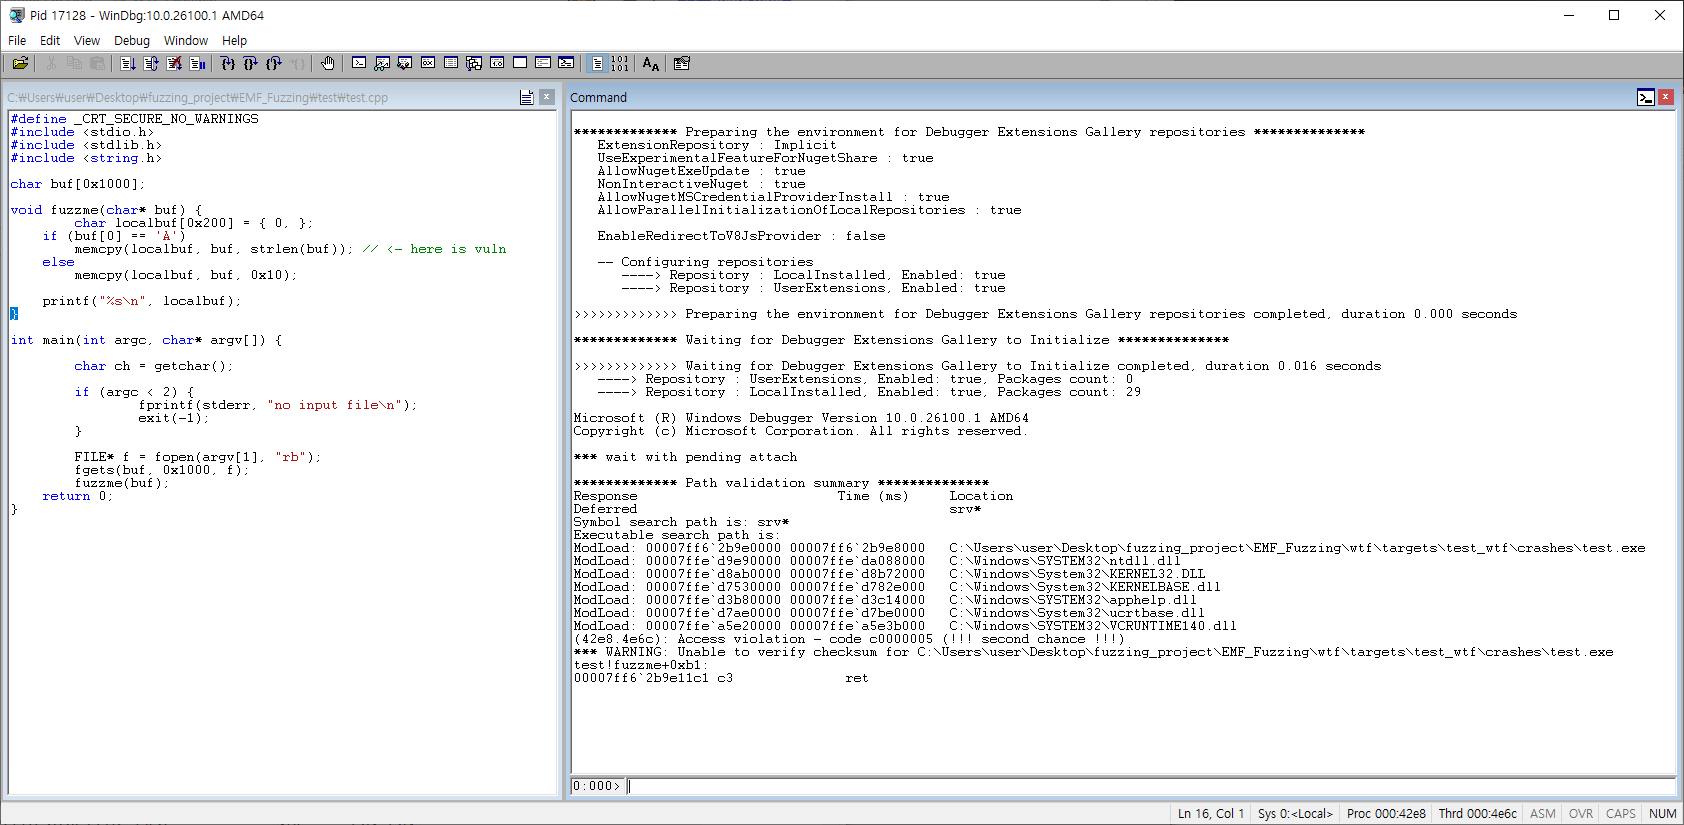 Pid 17128 - WinDbg:10.0.26100.1 AMD64
File Edit View Debug Window Help
C:₩Users₩user₩Desktop₩fuzzing_project₩EMF_Fuzzing₩test₩test.cpp
#define _CRT_SECURE_NO_WARNINGS
#include <stdio.h>
#include <stdlib.h>
#include <string.h>
char buf[0x1000];
void fuzzme(char* buf) {
char localbuf[0x200] = { 0, };
if (buf[0] == 'A')
memcpy(localbuf, buf, strlen(buf)); // <- here is vuln
else
memcpy(localbuf, buf, 0x10);
printf("%s\n", localbuf);
}
int main(int argc, char* argv[]) {
char ch = getchar();
if (argc < 2) {
fprintf(stderr, "no input file\n");
exit(-1);
}
FILE* f = fopen(argv[1], "rb");
fgets(buf, 0x1000, f);
fuzzme(buf);
return 0;
}
Command
************* Preparing the environment for Debugger Extensions Gallery repositories **************
ExtensionRepository : Implicit
UseExperimentalFeatureForNugetShare : true
AllowNugetExeUpdate : true
NonInteractiveNuget : true
AllowNugetMSCredentialProviderInstall : true
AllowParallelInitializationOfLocalRepositories : true
EnableRedirectToV8JsProvider : false
-- Configuring repositories
----> Repository : LocalInstalled, Enabled: true
----> Repository : UserExtensions, Enabled: true
>>>>>>>>>>>>> Preparing the environment for Debugger Extensions Gallery repositories completed, duration 0.000 seconds
************* Waiting for Debugger Extensions Gallery to Initialize **************
>>>>>>>>>>>>> Waiting for Debugger Extensions Gallery to Initialize completed, duration 0.016 seconds
----> Repository : UserExtensions, Enabled: true, Packages count: 0
----> Repository : LocalInstalled, Enabled: true, Packages count: 29
Microsoft (R) Windows Debugger Version 10.0.26100.1 AMD64
Copyright (c) Microsoft Corporation. All rights reserved.
*** wait with pending attach
************* Path validation summary **************
Response Time (ms) Location
Deferred srv*
Symbol search path is: srv*
Executable search path is:
ModLoad: 00007ff6`2b9e0000 00007ff6`2b9e8000 C:\Users\user\Desktop\fuzzing_project\EMF_Fuzzing\wtf\targets\test_wtf\crashes\test.exe
ModLoad: 00007ffe`d9e90000 00007ffe`da088000 C:\Windows\SYSTEM32\ntdll.dll
ModLoad: 00007ffe`d8ab0000 00007ffe`d8b72000 C:\Windows\System32\KERNEL32.DLL
ModLoad: 00007ffe`d7530000 00007ffe`d782e000 C:\Windows\System32\KERNELBASE.dll
ModLoad: 00007ffe`d3b80000 00007ffe`d3c14000 C:\Windows\SYSTEM32\apphelp.dll
ModLoad: 00007ffe`d7ae0000 00007ffe`d7be0000 C:\Windows\System32\ucrtbase.dll
ModLoad: 00007ffe`a5e20000 00007ffe`a5e3b000 C:\Windows\SYSTEM32\VCRUNTIME140.dll
(42e8.4e6c): Access violation - code c0000005 (!!! second chance !!!)
*** WARNING: Unable to verify checksum for C:\Users\user\Desktop\fuzzing_project\EMF_Fuzzing\wtf\targets\test_wtf\crashes\test.exe
test!fuzzme+0xb1:
00007ff6`2b9e11c1 c3 ret
0:000>
Ln 16, Col 1 Sys 0:<Local> Proc 000:42e8 Thrd 000:4e6c ASM OVR CAPS NUM